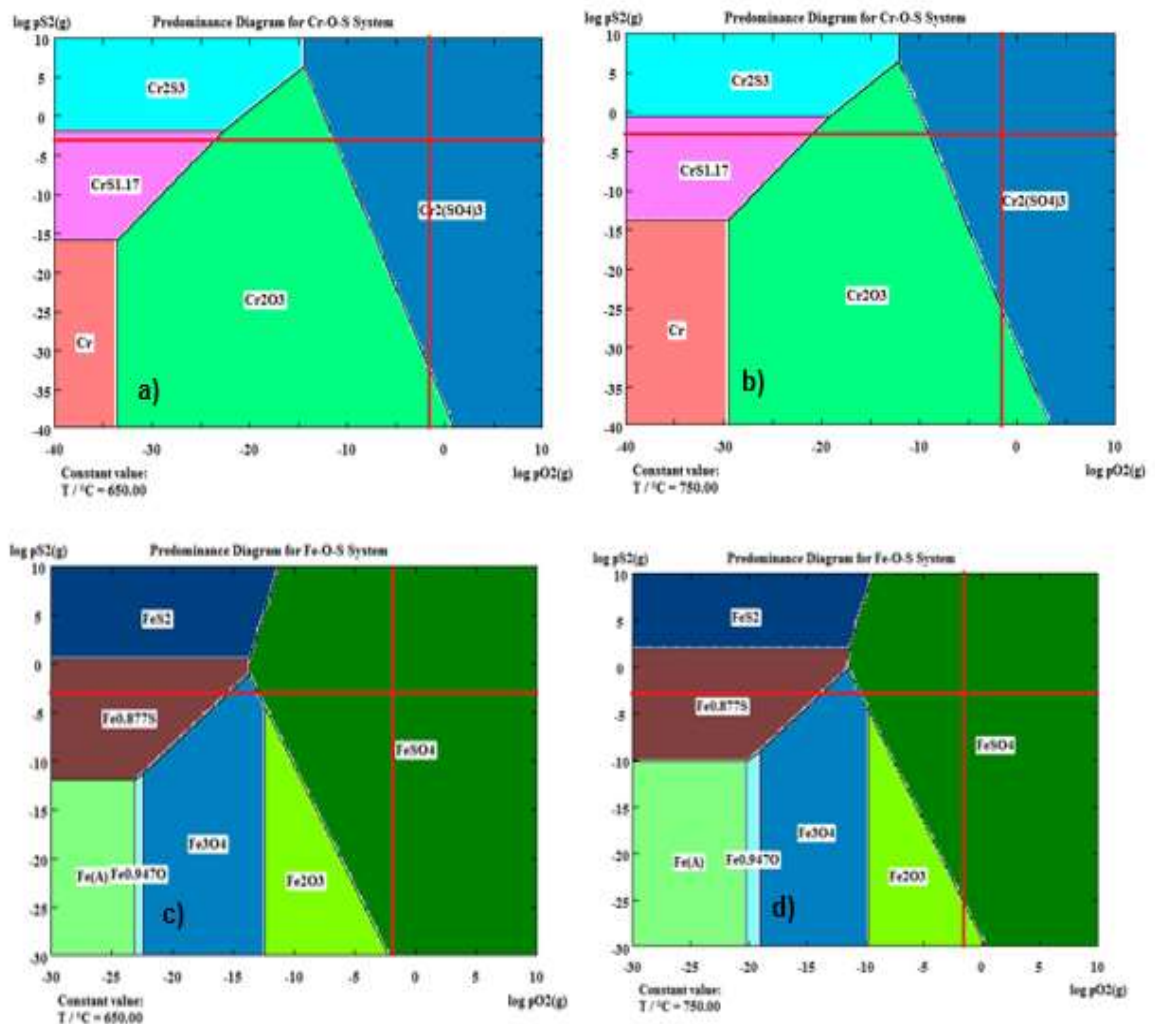 log pS2(g) Predominance Diagram for Cr-O-S System
10
5
0
-5
-10
-15
-20
-25
-30
-35
-40
Cr2S3
CrS1.17
Cr2(SO4)3
Cr2O3
Cr
a)
-40 -30 -20 -10 0 10
Constant value:
T / °C = 650.00
log pO2(g)
log pS2(g) Predominance Diagram for Cr-O-S System
10
5
0
-5
-10
-15
-20
-25
-30
-35
-40
Cr2S3
CrS1.17
Cr2(SO4)3
Cr2O3
Cr
b)
-40 -30 -20 -10 0 10
Constant value:
T / °C = 750.00
log pO2(g)
log pS2(g) Predominance Diagram for Fe-O-S System
10
5
0
-5
-10
-15
-20
-25
-30
FeS2
Fe0.877S
FeSO4
Fe3O4
Fe(A) Fe0.947O
Fe2O3
c)
-30 -25 -20 -15 -10 -5 0 5 10
Constant value:
T / °C = 650.00
log pO2(g)
log pS2(g) Predominance Diagram for Fe-O-S System
10
5
0
-5
-10
-15
-20
-25
-30
FeS2
Fe0.877S
FeSO4
Fe3O4
Fe(A) Fe0.947O
Fe2O3
d)
-30 -25 -20 -15 -10 -5 0 5 10
Constant value:
T / °C = 750.00
log pO2(g)